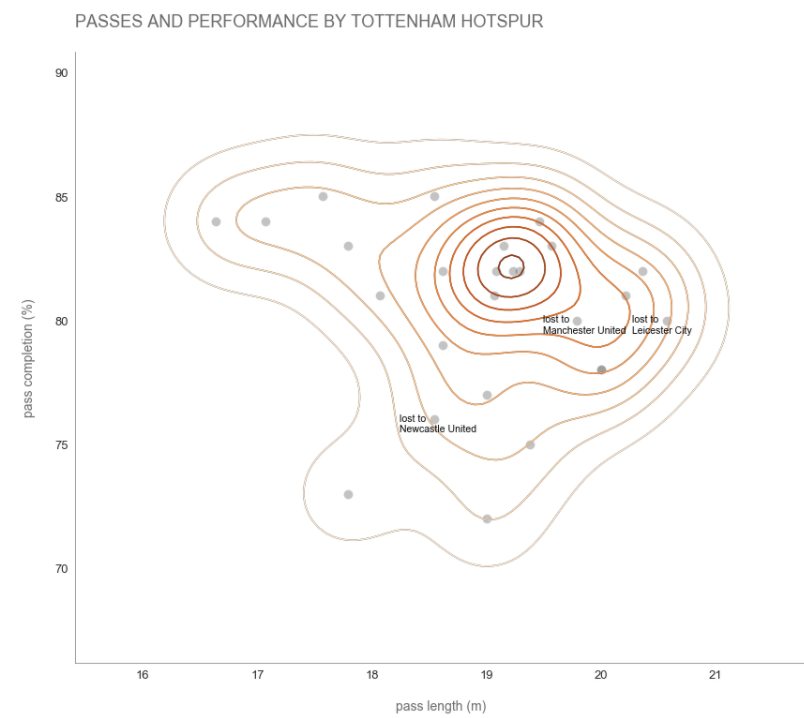 PASSES AND PERFORMANCE BY TOTTENHAM HOTSPUR
90
85
80
75
70
pass completion (%)
lost to
Manchester United
lost to
Leicester City
lost to
Newcastle United
16 17 18 19 20 21
pass length (m)